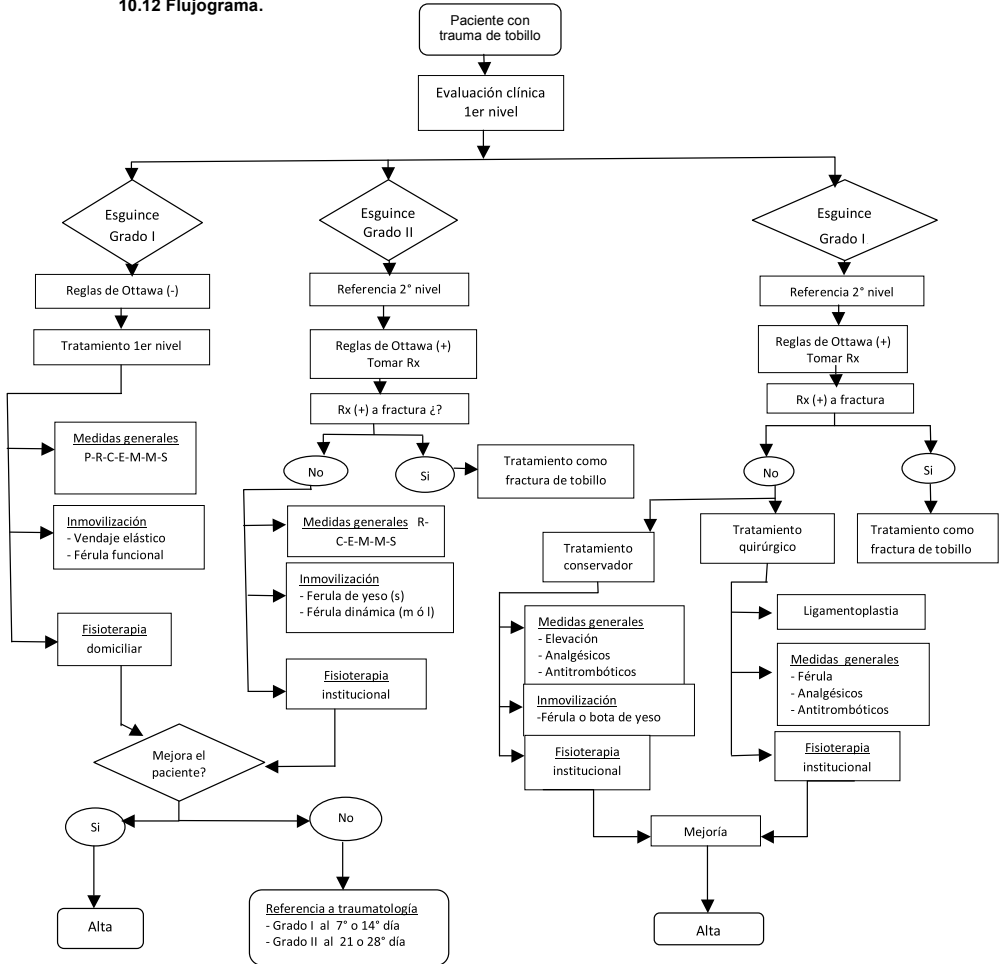 10.12 Flujograma.
Paciente con
trauma de tobillo
Evaluación clínica
1er nivel
Esguince
Grado I
Reglas de Ottawa (-)
Tratamiento 1er nivel
Medidas generales
P-R-C-E-M-M-S
Inmovilización
- Vendaje elástico
- Férula funcional
Fisioterapia
domiciliar
Esguince
Grado II
Referencia 2° nivel
Reglas de Ottawa (+)
Tomar Rx
Rx (+) a fractura ¿?
No
Si
Tratamiento como
fractura de tobillo
Medidas generales R-
C-E-M-M-S
Inmovilización
- Ferula de yeso (s)
- Férula dinámica (m ó l)
Fisioterapia
institucional
Mejora el
paciente?
Si
No
Alta
Referencia a traumatología
- Grado I al 7° o 14° día
- Grado II al 21 o 28° día
Esguince
Grado I
Referencia 2° nivel
Reglas de Ottawa (+)
Tomar Rx
Rx (+) a fractura
No
Si
Tratamiento
conservador
Tratamiento
quirúrgico
Tratamiento como
fractura de tobillo
Medidas generales
- Elevación
- Analgésicos
- Antitrombóticos
Inmovilización
-Férula o bota de yeso
Fisioterapia
institucional
Ligamentoplastia
Medidas generales
- Férula
- Analgésicos
- Antitrombóticos
Fisioterapia
institucional
Mejoría
Alta